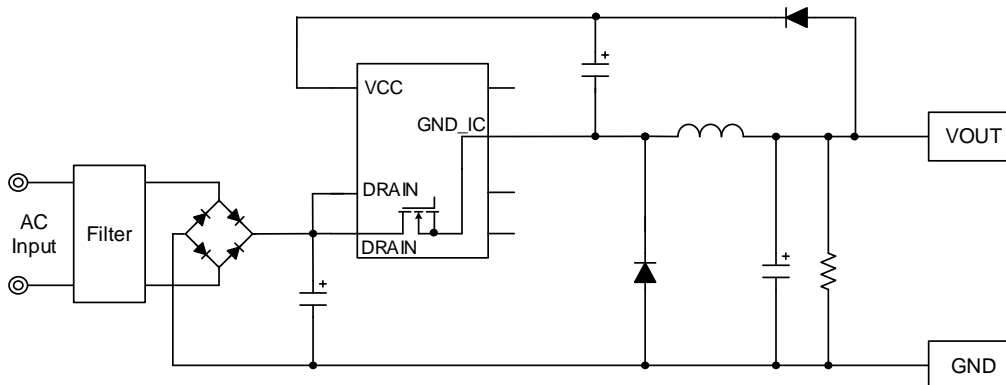 VCC
GND_IC
VOUT
AC
Input
Filter
DRAIN
DRAIN
GND
+
+
+